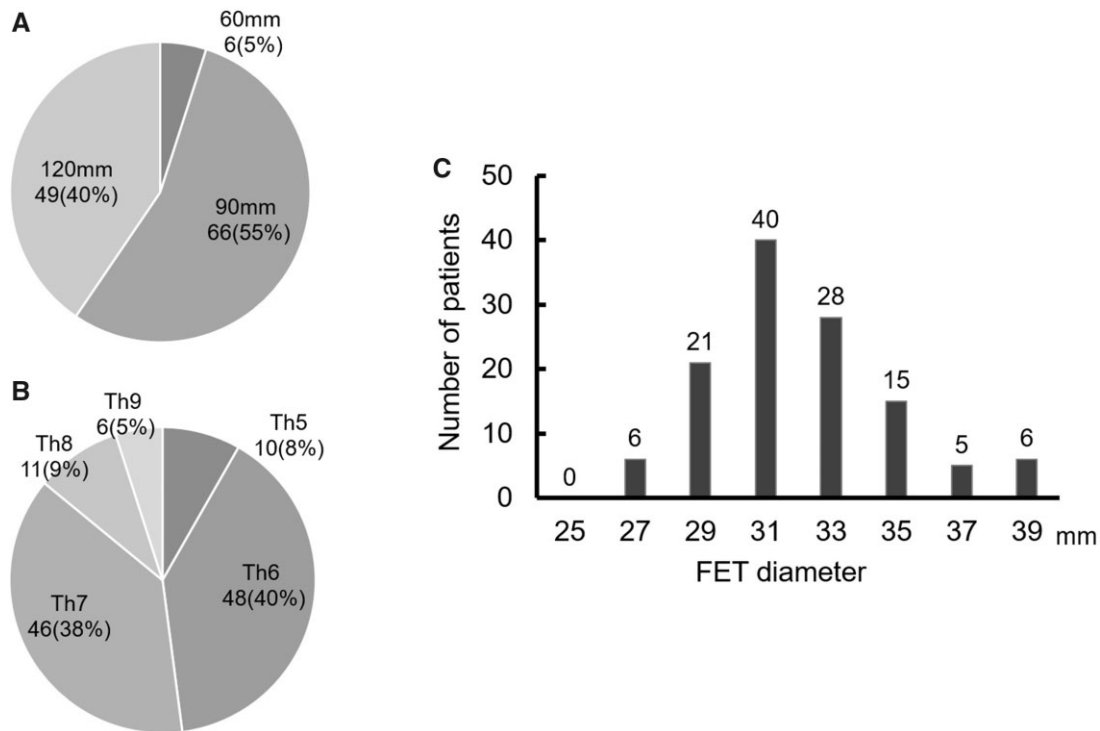 A
60mm
6(5%)
120mm
49(40%)
90mm
66(55%)
B
Th9
6(5%)
Th5
10(8%)
Th8
11(9%)
Th6
48(40%)
Th7
46(38%)
C
Number of patients
50
40
30
20
10
0
0
6
21
40
28
15
5
6
25 27 29 31 33 35 37 39 mm
FET diameter